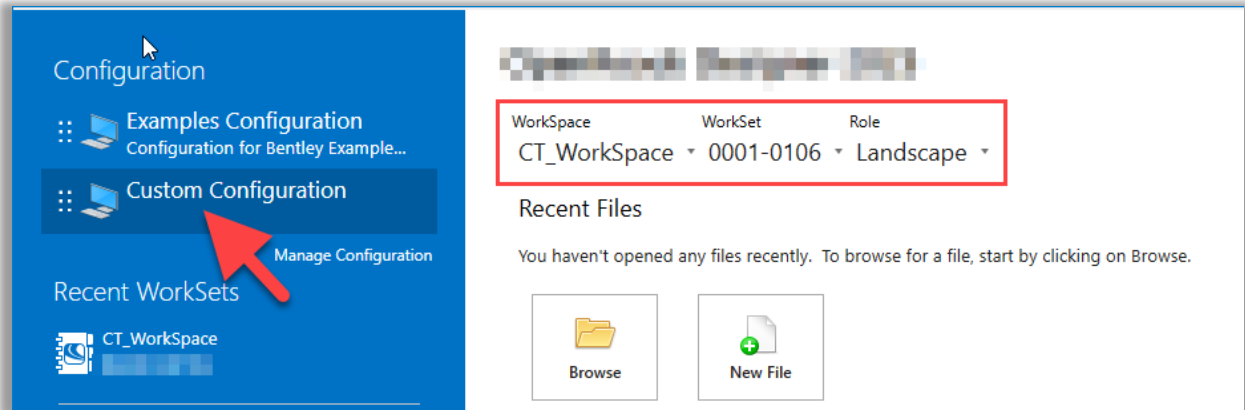 Configuration
Examples Configuration
Configuration for Bentley Example...
Custom Configuration
Manage Configuration
Recent WorkSets
CT_WorkSpace
WorkSpace WorkSet Role
CT_WorkSpace 0001-0106 Landscape
Recent Files
You haven't opened any files recently. To browse for a file, start by clicking on Browse.
Browse New File